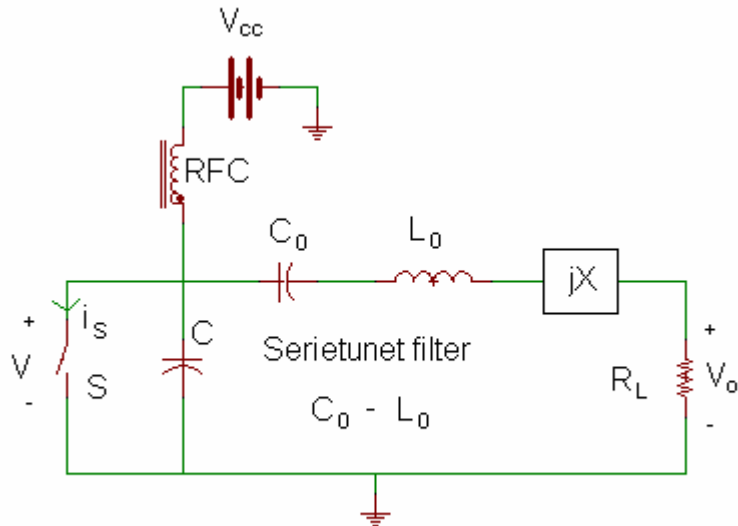 Vcc
RFC
C₀
L₀
jX
+
iS
V
-
S
C
Serietunet filter
C₀ - L₀
RL
+
Vo
-